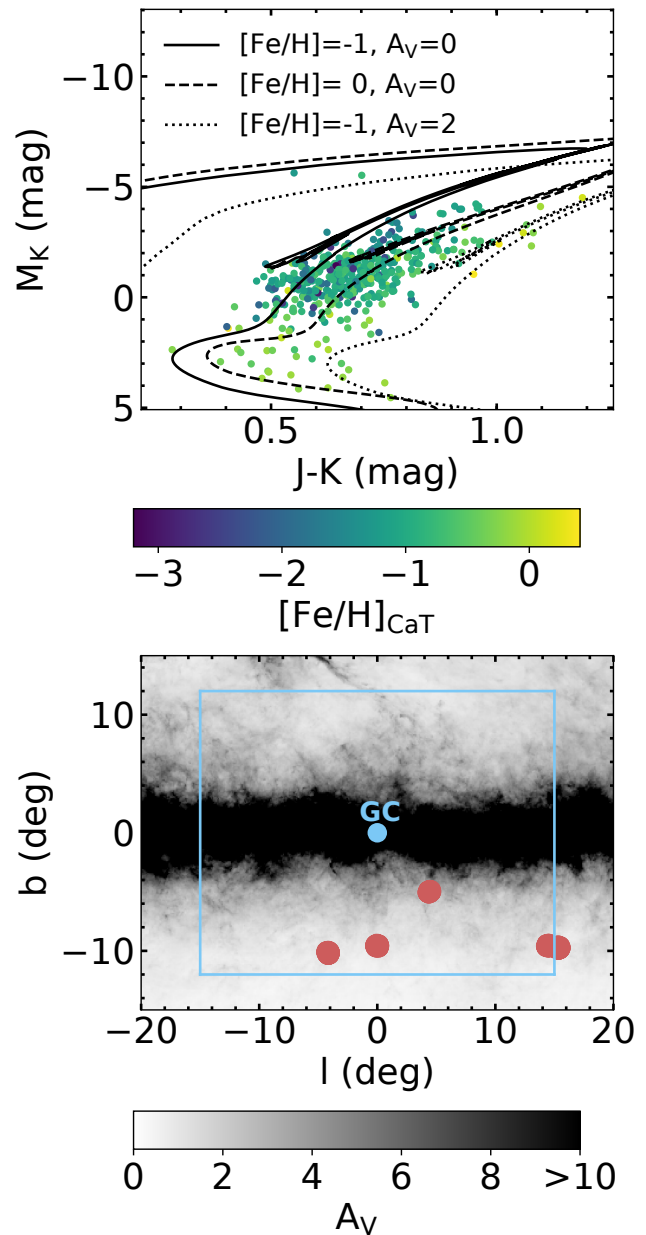 [Fe/H]=-1, A_V=0
[Fe/H]= 0, A_V=0
[Fe/H]=-1, A_V=2
−10
−5
0
5
M_K (mag)
0.5 1.0
J-K (mag)
−3 −2 −1 0
[Fe/H]_CaT
10
0
−10
b (deg)
GC
−20 −10 0 10 20
l (deg)
0 2 4 6 8 >10
A_V